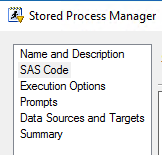 Stored Process Manager
Name and Description
SAS Code
Execution Options
Prompts
Data Sources and Targets
Summary